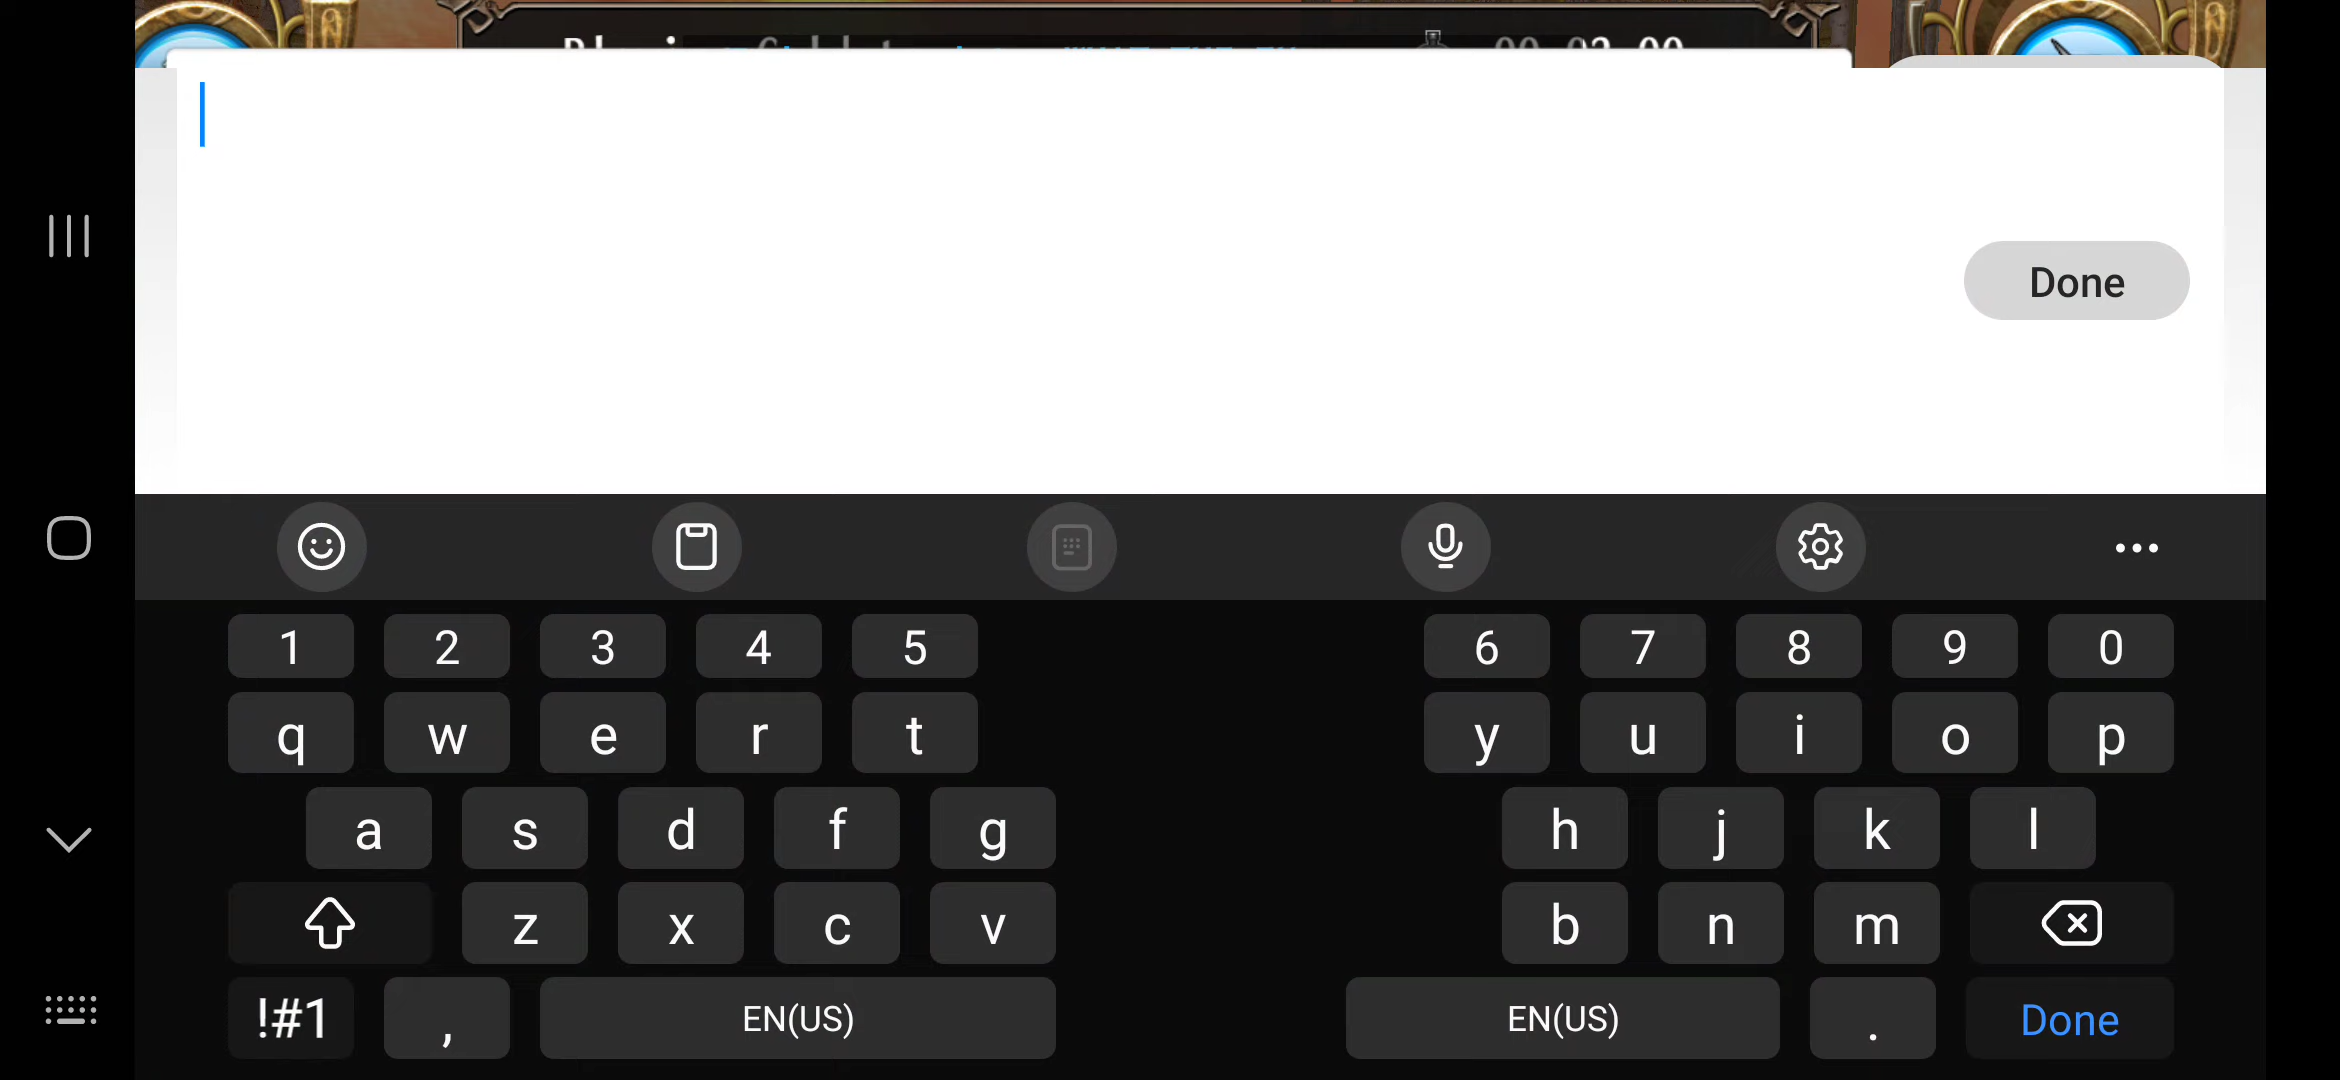 Done
1 2 3 4 5 6 7 8 9 0
q w e r t y u i o p
a s d f g h j k l
z x c v b n m
!#1 , EN(US) EN(US) . Done